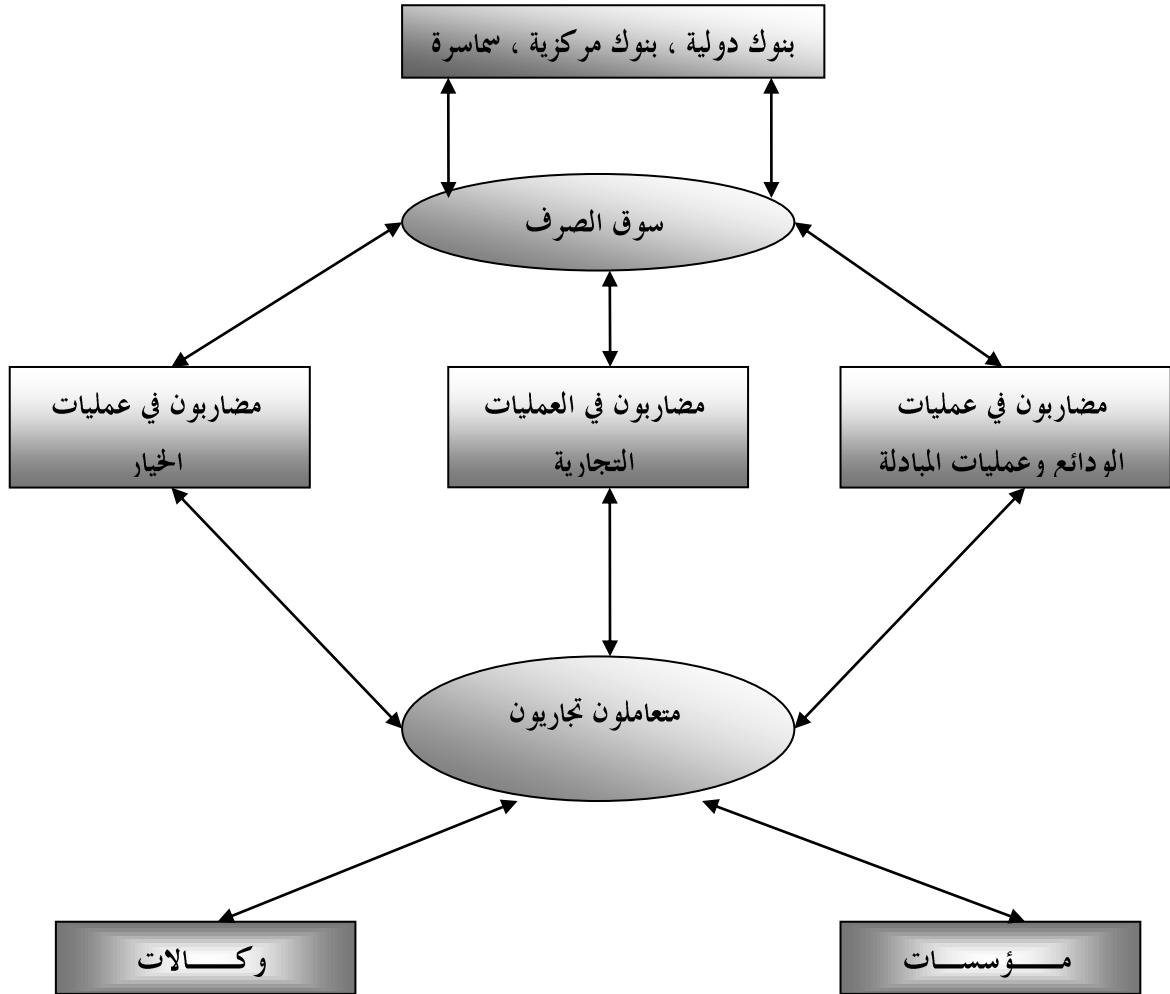 بنوك دولية ، بنوك مركزية ، سماسرة
سوق الصرف
مضاربون في عمليات
الودائع وعمليات المبادلة
مضاربون في العمليات
التجارية
مضاربون في عمليات
الخيار
متعاملون تجاريون
مـــؤسســـات
وكـــــالات